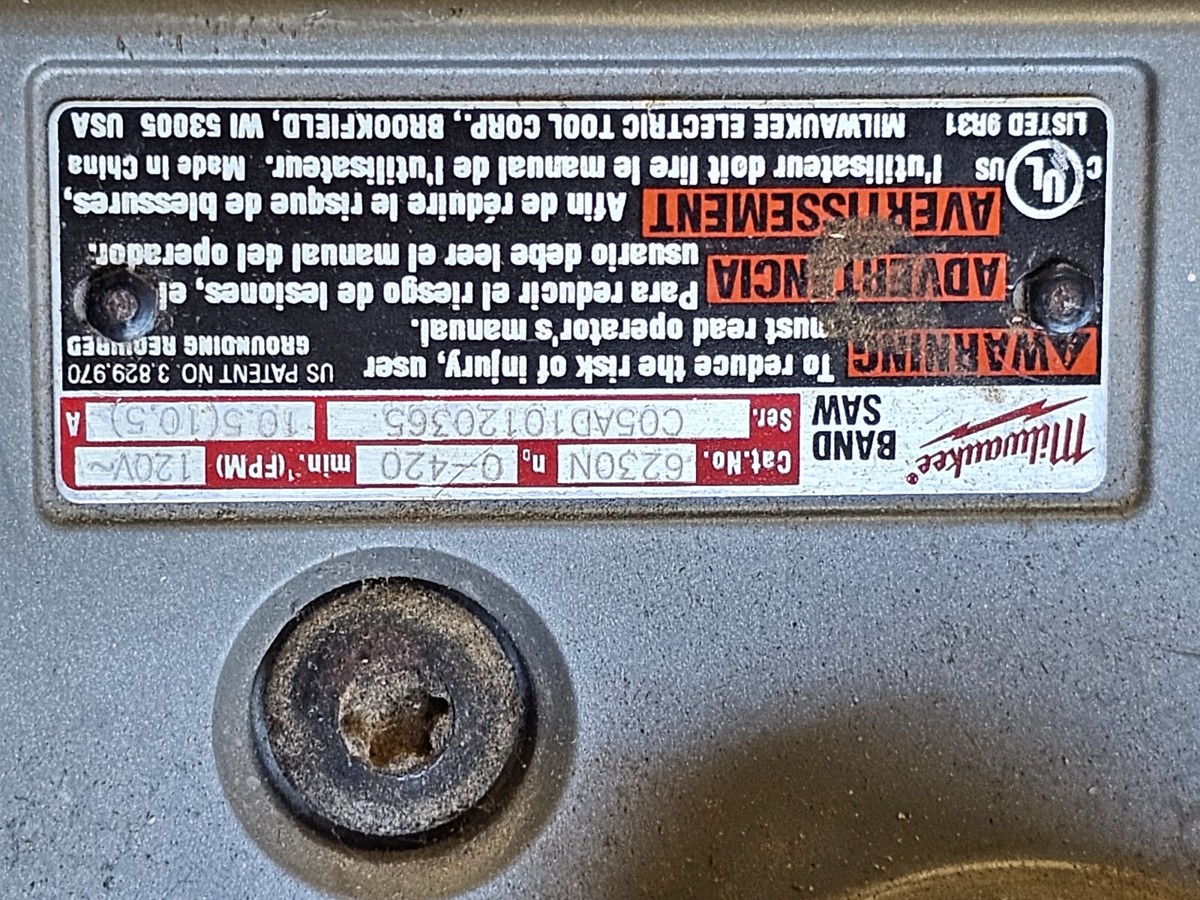 Milwaukee®
BAND
SAW
Cat.No. 6230N n₀ 0-420 min.⁻¹(FPM) 120V~
Ser. C05AD10120365 10.5(10.5) A
WARNING To reduce the risk of injury, user
must read operator's manual.
US PATENT NO. 3.829.970
GROUNDING REQUIRED
ADVERTENCIA Para reducir el riesgo de lesiones, el
usuario debe leer el manual del operador.
AVERTISSEMENT Afin de réduire le risque de blessures,
l'utilisateur doit lire le manuel de l'utilisateur. Made In China
C UL US
LISTED 9R31 MILWAUKEE ELECTRIC TOOL CORP., BROOKFIELD, WI 53005 USA